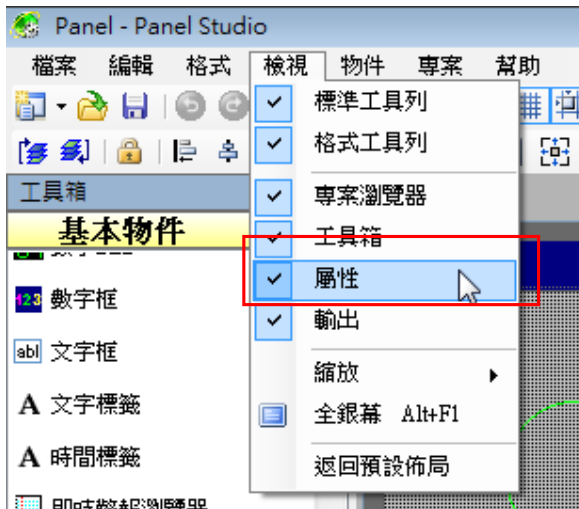 Panel - Panel Studio
檔案 編輯 格式 檢視 物件 專案 幫助
標準工具列
格式工具列
專案瀏覽器
工具箱
屬性
輸出
縮放
全銀幕 Alt+F1
返回預設佈局
工具箱
基本物件
123 數字框
abl 文字框
A 文字標籤
A 時間標籤